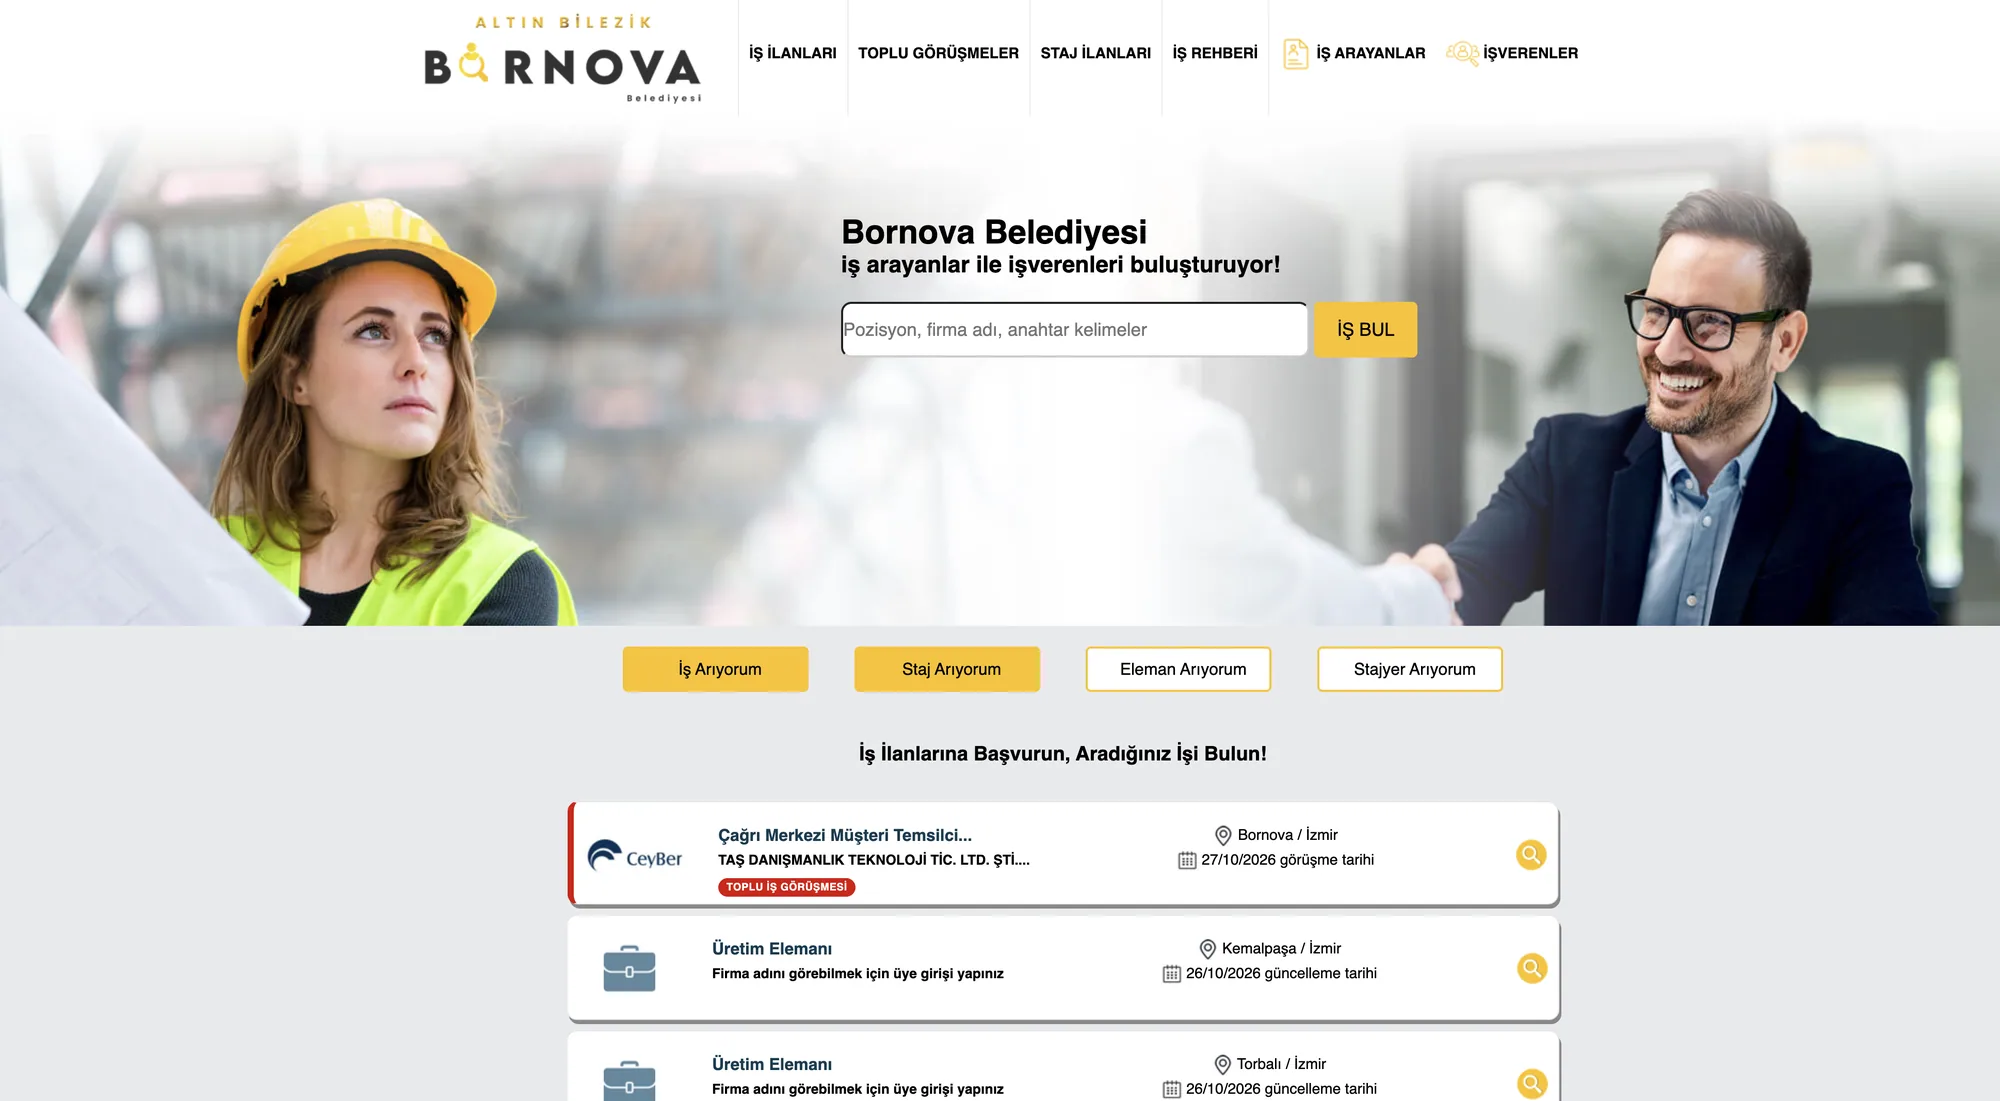 ALTIN BİLEZİK
BORNOVA
Belediyesi
İŞ İLANLARI
TOPLU GÖRÜŞMELER
STAJ İLANLARI
İŞ REHBERİ
İŞ ARAYANLAR
İŞVERENLER
Bornova Belediyesi
iş arayanlar ile işverenleri buluşturuyor!
Pozisyon, firma adı, anahtar kelimeler
İŞ BUL
İş Arıyorum
Staj Arıyorum
Eleman Arıyorum
Stajyer Arıyorum
İş İlanlarına Başvurun, Aradığınız İşi Bulun!
CeyBer
Çağrı Merkezi Müşteri Temsilci...
TAŞ DANIŞMANLIK TEKNOLOJİ TİC. LTD. ŞTİ....
TOPLU İŞ GÖRÜŞMESİ
Bornova / İzmir
27/10/2026 görüşme tarihi
Üretim Elemanı
Firma adını görebilmek için üye girişi yapınız
Kemalpaşa / İzmir
26/10/2026 güncelleme tarihi
Üretim Elemanı
Firma adını görebilmek için üye girişi yapınız
Torbalı / İzmir
26/10/2026 güncelleme tarihi